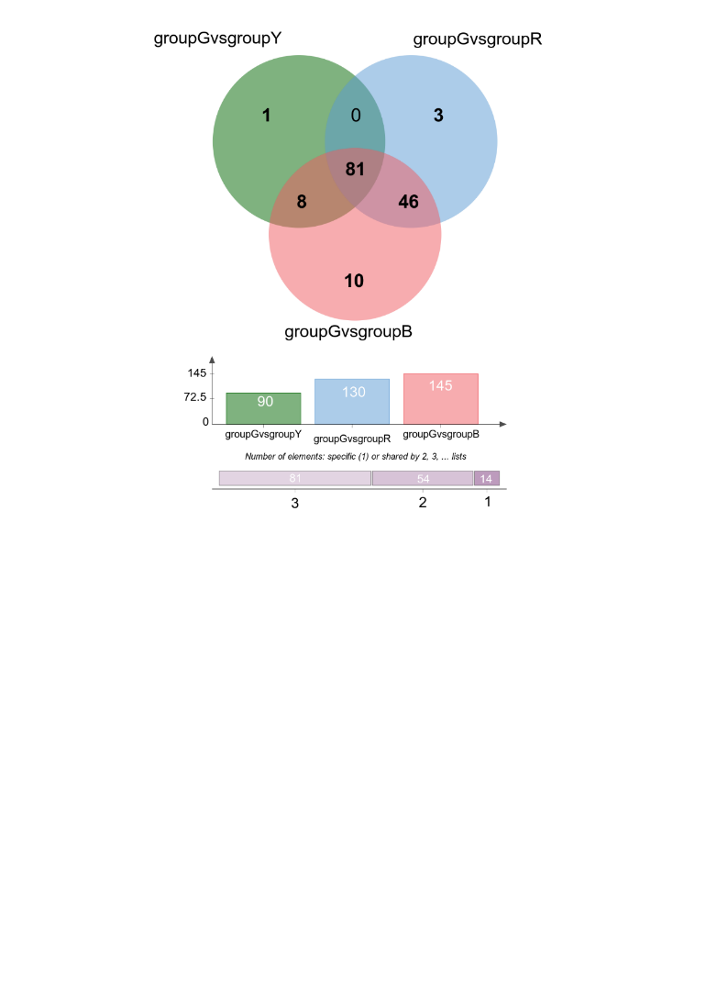 groupGvsgroupY
groupGvsgroupR
1
0
3
81
8
46
10
groupGvsgroupB
145
72.5
0
90
130
145
groupGvsgroupY
groupGvsgroupR
groupGvsgroupB
Number of elements: specific (1) or shared by 2, 3, ... lists
81
54
14
3
2
1